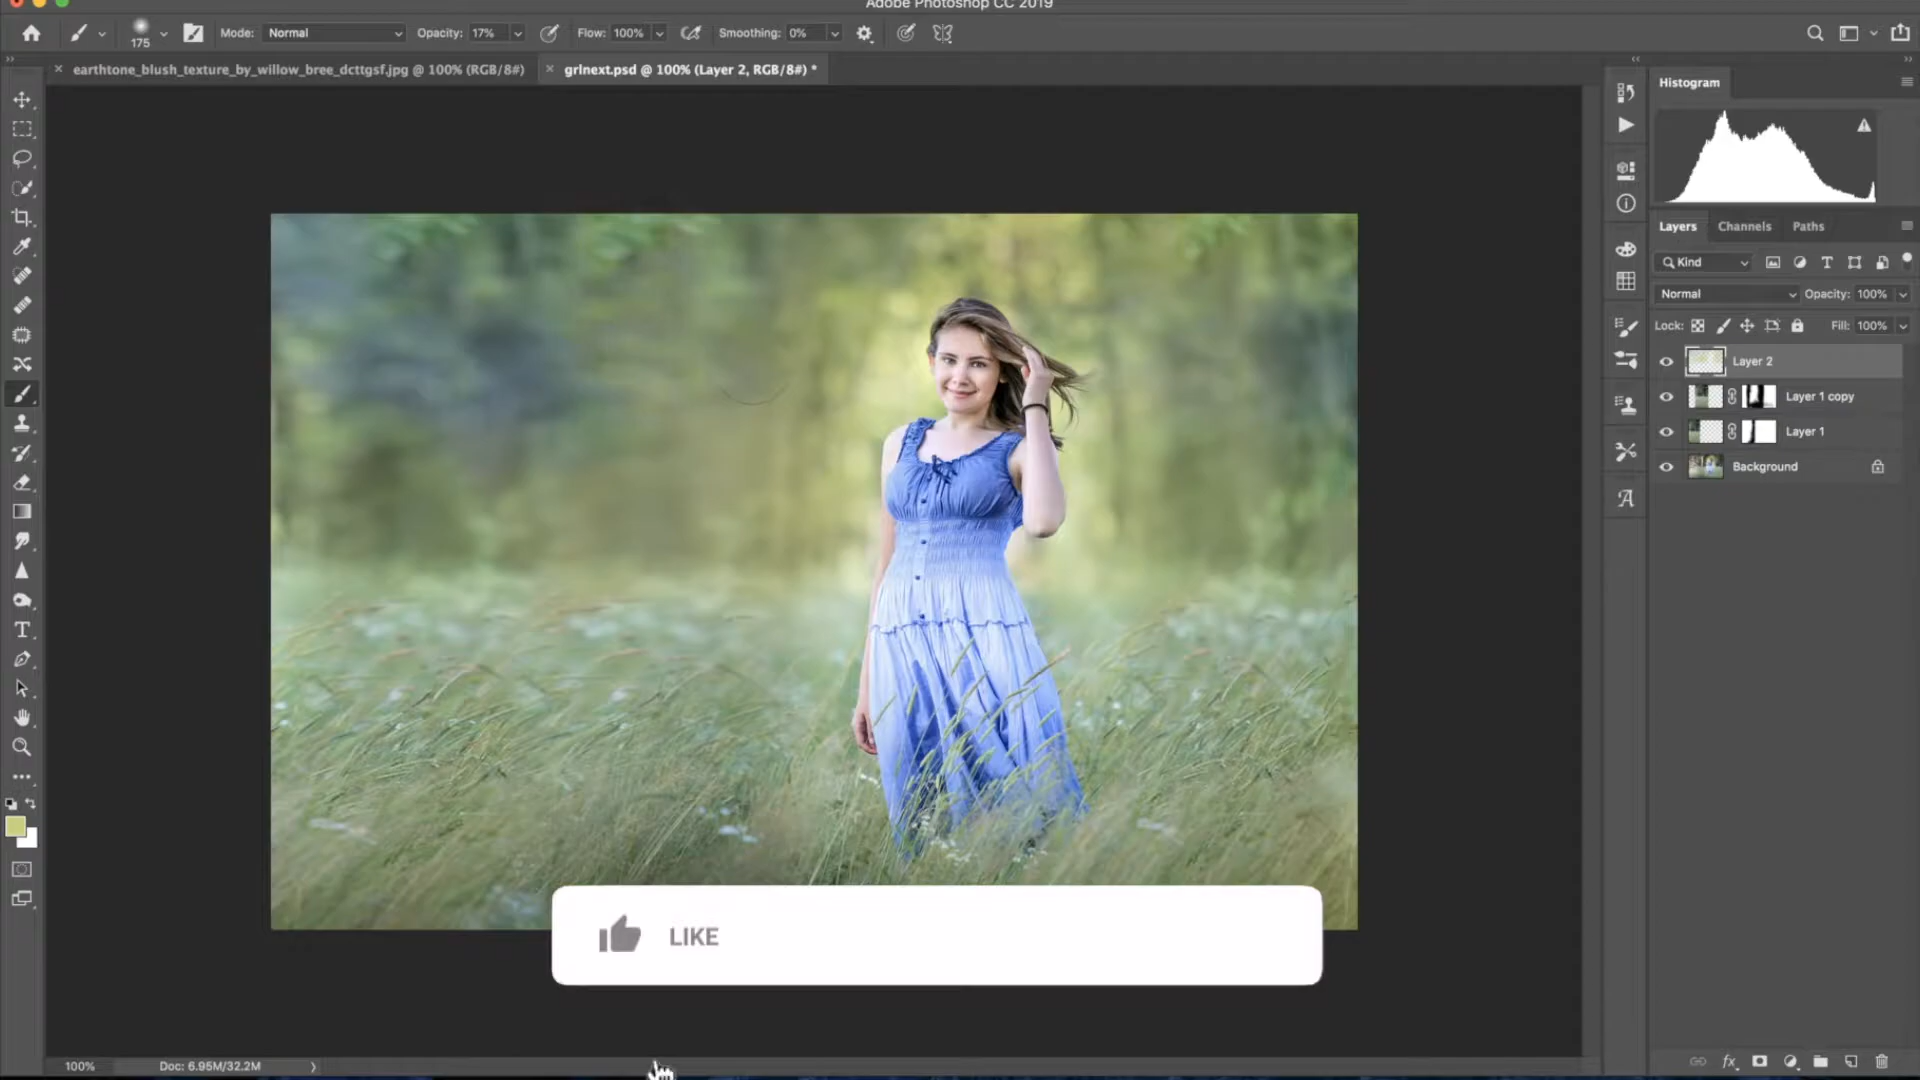 Adobe Photoshop CC 2019
175 Mode: Normal Opacity: 17% Flow: 100% Smoothing: 0%
earthtone_blush_texture_by_willow_bree_dcttgsf.jpg @ 100% (RGB/8#) grlnext.psd @ 100% (Layer 2, RGB/8#) *
Histogram
Layers Channels Paths
Kind
Normal Opacity: 100%
Lock: Fill: 100%
Layer 2
Layer 1 copy
Layer 1
Background
LIKE
100% Doc: 6.95M/32.2M